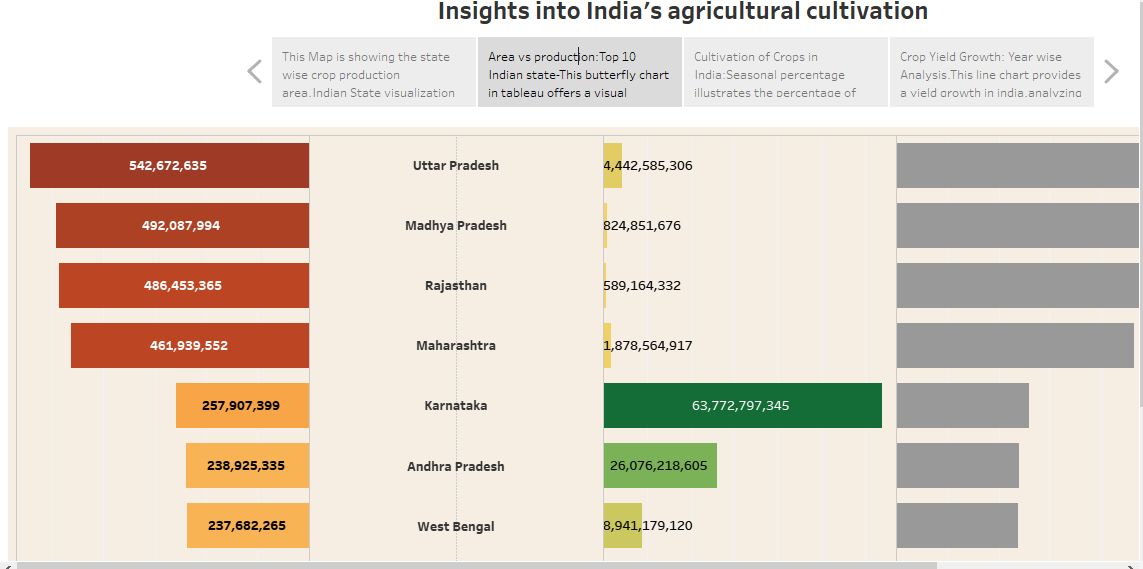 Insights into India's agricultural cultivation
This Map is showing the state
wise crop production
area.Indian State visualization
Area vs production:Top 10
Indian state-This butterfly chart
in tableau offers a visual
Cultivation of Crops in
India:Seasonal percentage
illustrates the percentage of
Crop Yield Growth: Year wise
Analysis.This line chart provides
a yield growth in india,analyzing
542,672,635 Uttar Pradesh 4,442,585,306
492,087,994 Madhya Pradesh 824,851,676
486,453,365 Rajasthan 589,164,332
461,939,552 Maharashtra 1,878,564,917
257,907,399 Karnataka 63,772,797,345
238,925,335 Andhra Pradesh 26,076,218,605
237,682,265 West Bengal 8,941,179,120